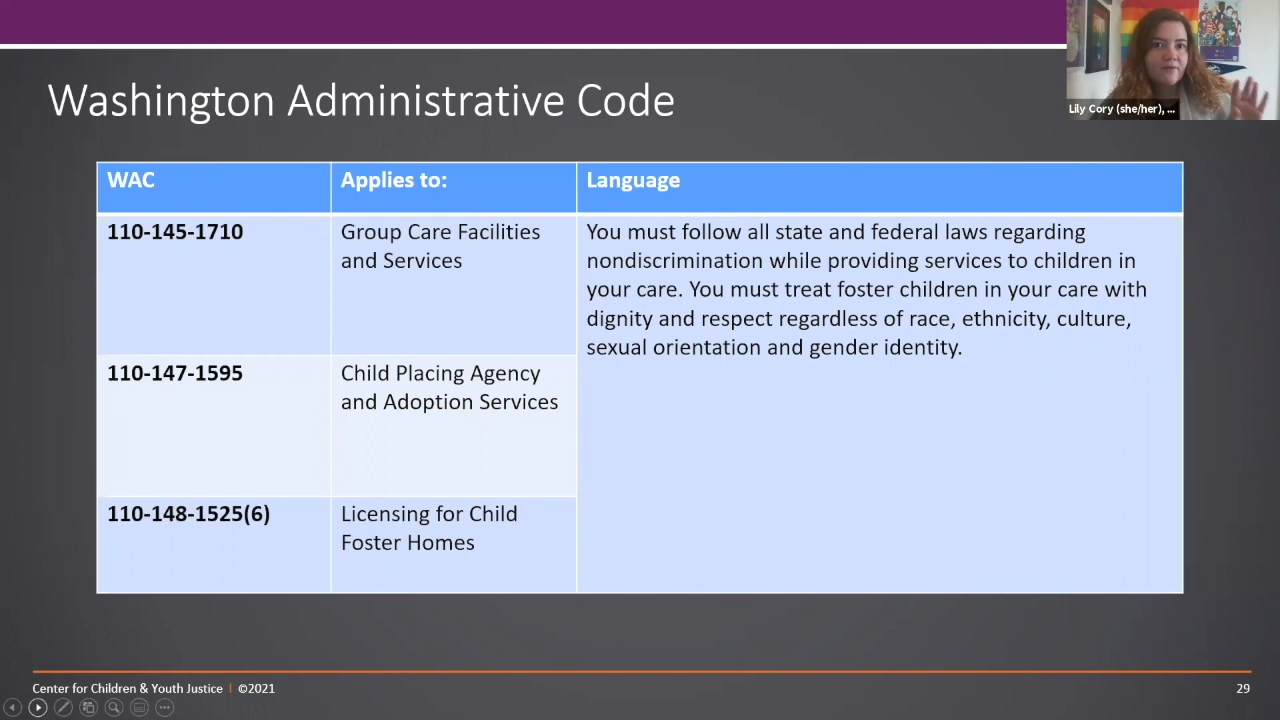 Washington Administrative Code
Lily Cory (she/her), ...
WAC
Applies to:
Language
110-145-1710
Group Care Facilities
and Services
You must follow all state and federal laws regarding
nondiscrimination while providing services to children in
your care. You must treat foster children in your care with
dignity and respect regardless of race, ethnicity, culture,
sexual orientation and gender identity.
110-147-1595
Child Placing Agency
and Adoption Services
110-148-1525(6)
Licensing for Child
Foster Homes
Center for Children & Youth Justice | ©2021
29